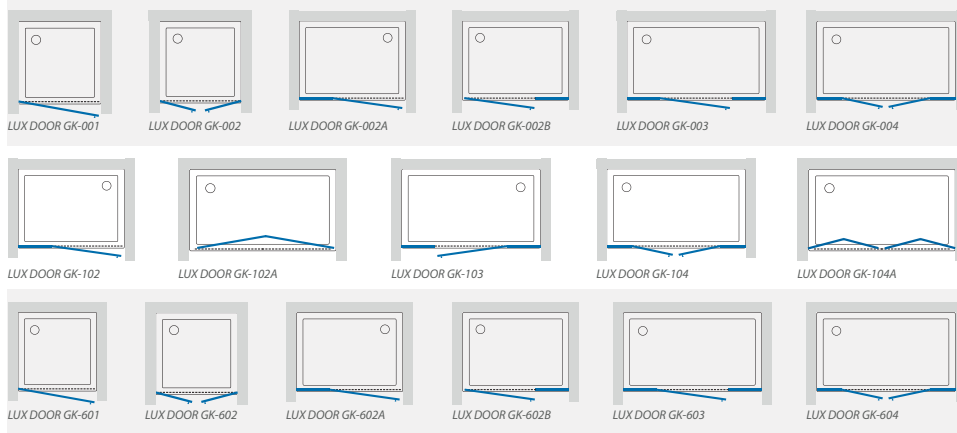 LUX DOOR GK-001
LUX DOOR GK-002
LUX DOOR GK-002A
LUX DOOR GK-002B
LUX DOOR GK-003
LUX DOOR GK-004
LUX DOOR GK-102
LUX DOOR GK-102A
LUX DOOR GK-103
LUX DOOR GK-104
LUX DOOR GK-104A
LUX DOOR GK-601
LUX DOOR GK-602
LUX DOOR GK-602A
LUX DOOR GK-602B
LUX DOOR GK-603
LUX DOOR GK-604